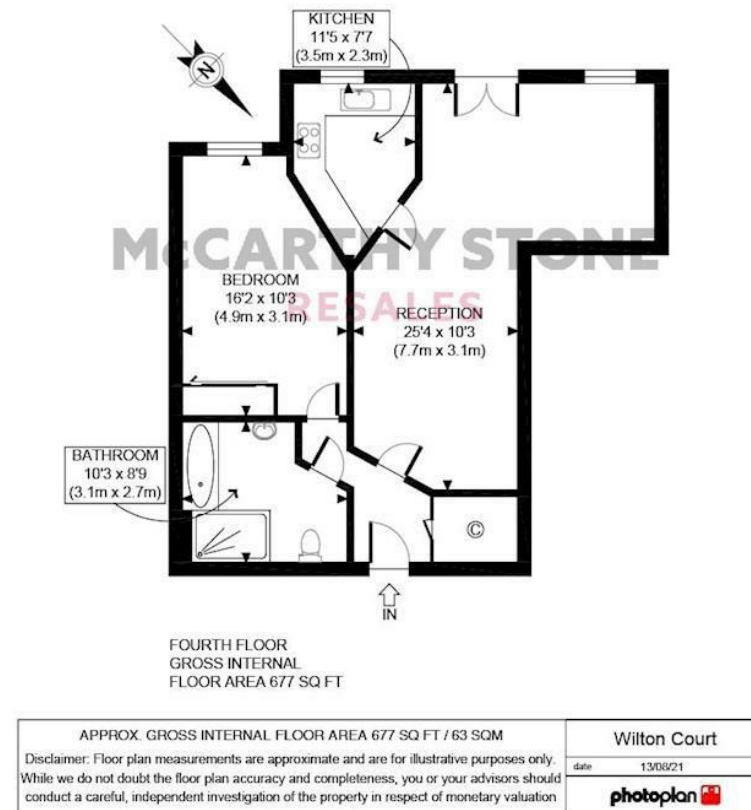 KITCHEN
11'5 x 7'7
(3.5m x 2.3m)
N
McCARTHY STONE
RESALES
BEDROOM
16'2 x 10'3
(4.9m x 3.1m)
RECEPTION
25'4 x 10'3
(7.7m x 3.1m)
BATHROOM
10'3 x 8'9
(3.1m x 2.7m)
C
IN
FOURTH FLOOR
GROSS INTERNAL
FLOOR AREA 677 SQ FT
APPROX. GROSS INTERNAL FLOOR AREA 677 SQ FT / 63 SQM
Disclaimer: Floor plan measurements are approximate and are for illustrative purposes only.
While we do not doubt the floor plan accuracy and completeness, you or your advisors should
conduct a careful, independent investigation of the property in respect of monetary valuation
Wilton Court
date 13/08/21
photoplan